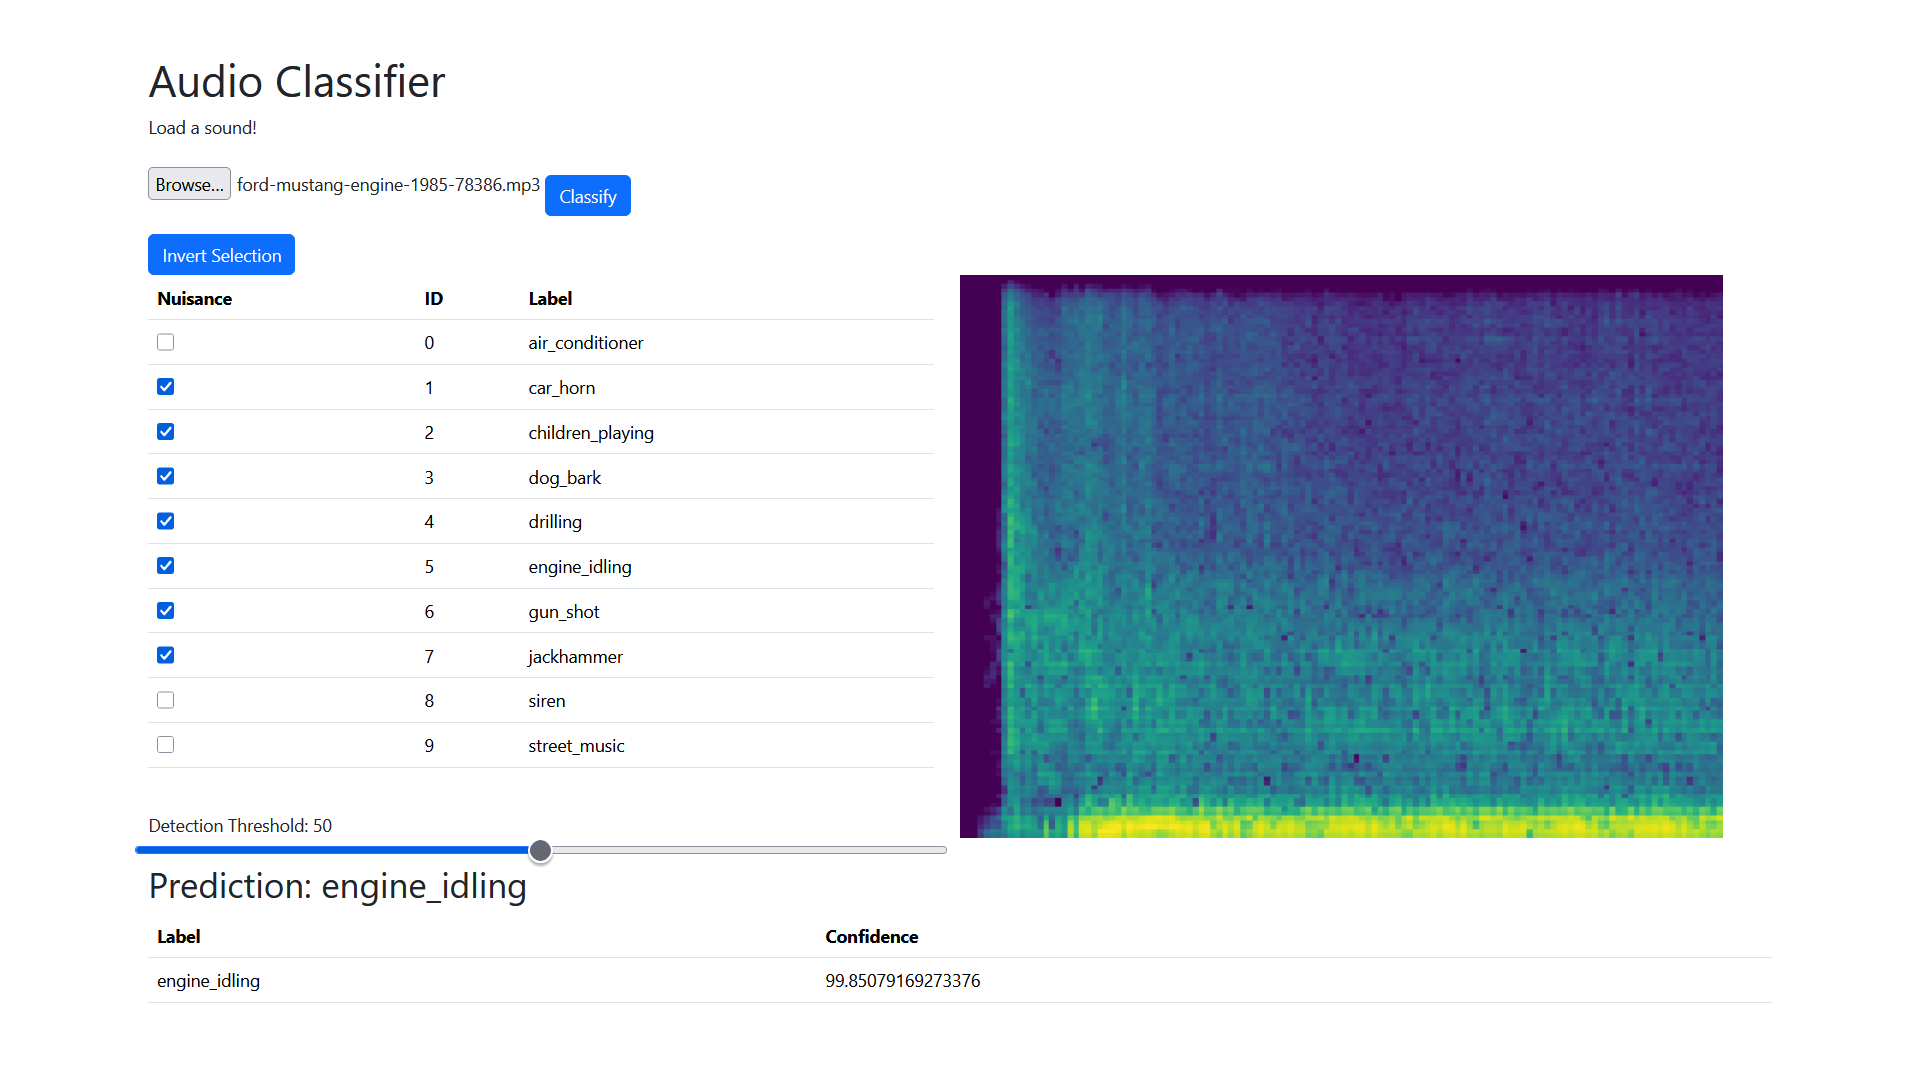 Audio Classifier
Load a sound!
Browse... ford-mustang-engine-1985-78386.mp3 Classify
Invert Selection
Nuisance ID Label
0 air_conditioner
1 car_horn
2 children_playing
3 dog_bark
4 drilling
5 engine_idling
6 gun_shot
7 jackhammer
8 siren
9 street_music
Detection Threshold: 50
Prediction: engine_idling
Label Confidence
engine_idling 99.85079169273376